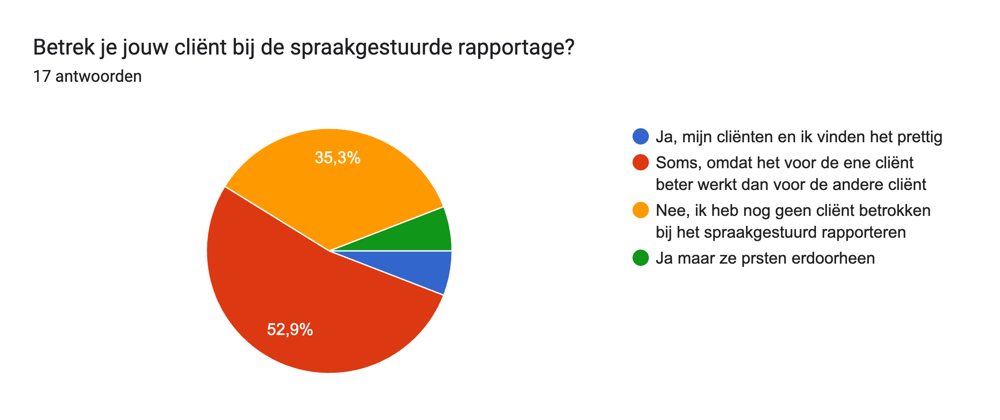 Betrek je jouw cliënt bij de spraakgestuurde rapportage?
17 antwoorden
35,3%
52,9%
Ja, mijn cliënten en ik vinden het prettig
Soms, omdat het voor de ene cliënt
beter werkt dan voor de andere cliënt
Nee, ik heb nog geen cliënt betrokken
bij het spraakgestuurd rapporteren
Ja maar ze prsten erdoorheen